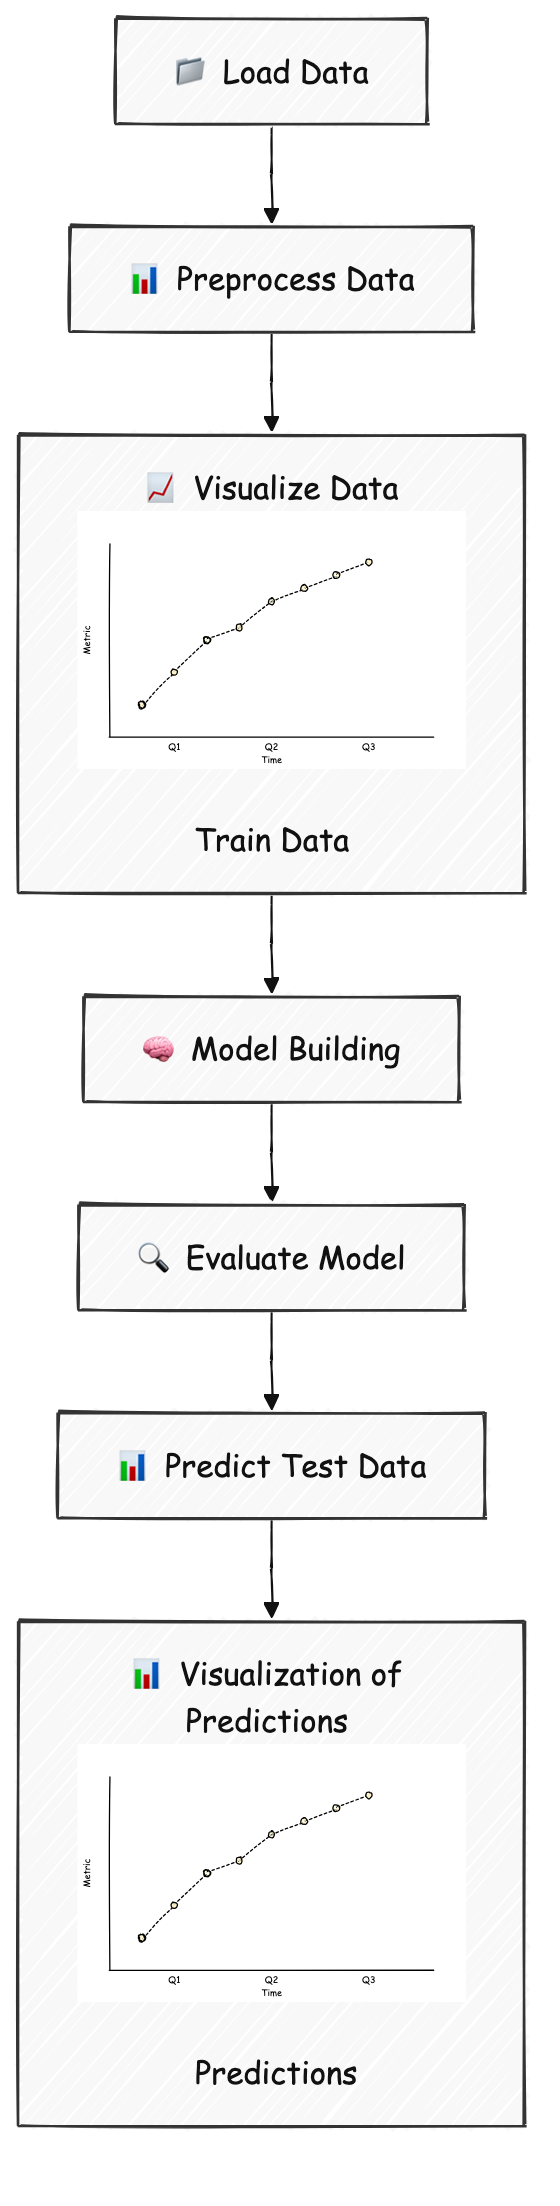 Load Data
Preprocess Data
Visualize Data
Metric
Q1 Q2 Q3
Time
Train Data
Model Building
Evaluate Model
Predict Test Data
Visualization of
Predictions
Metric
Q1 Q2 Q3
Time
Predictions